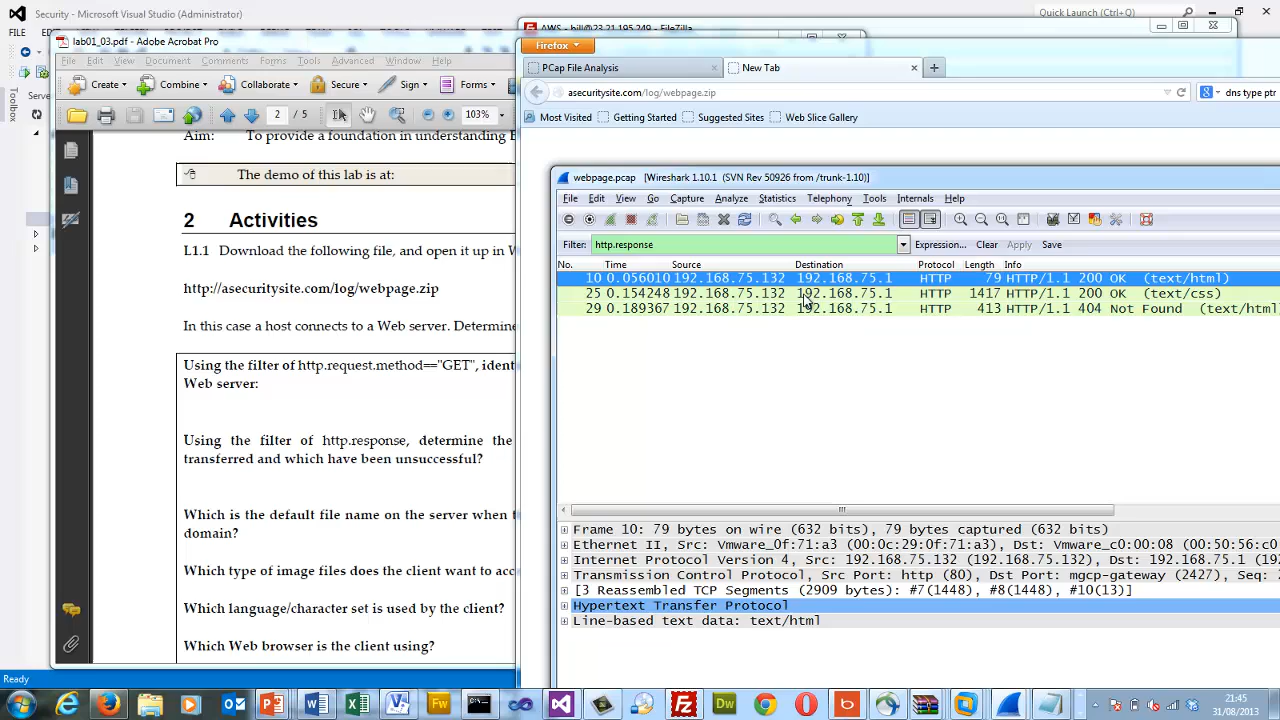 Security - Microsoft Visual Studio (Administrator)
Quick Launch (Ctrl+Q)
FILE
AWS - bill@23.21.195.249 - FileZilla
lab01_03.pdf - Adobe Acrobat Pro
File Edit View Document Comments Forms Tools Advanced Window Help
Create Combine Collaborate Secure Sign Forms
2 / 5 103%
Toolbox
Serve
Firefox
PCap File Analysis
New Tab
asecuritysite.com/log/webpage.zip
dns type ptr
Most Visited Getting Started Suggested Sites Web Slice Gallery
Aim: To provide a foundation in understanding E
The demo of this lab is at:
2 Activities
L1.1 Download the following file, and open it up in W
http://asecuritysite.com/log/webpage.zip
In this case a host connects to a Web server. Determine
Using the filter of http.request.method=="GET", ident
Web server:
Using the filter of http.response, determine the
transferred and which have been unsuccessful?
Which is the default file name on the server when t
domain?
Which type of image files does the client want to acc
Which language/character set is used by the client?
Which Web browser is the client using?
webpage.pcap [Wireshark 1.10.1 (SVN Rev 50926 from /trunk-1.10)]
File Edit View Go Capture Analyze Statistics Telephony Tools Internals Help
Filter: http.response Expression... Clear Apply Save
No. Time Source Destination Protocol Length Info
10 0.056010 192.168.75.132 192.168.75.1 HTTP 79 HTTP/1.1 200 OK (text/html)
25 0.154248 192.168.75.132 192.168.75.1 HTTP 1417 HTTP/1.1 200 OK (text/css)
29 0.189367 192.168.75.132 192.168.75.1 HTTP 413 HTTP/1.1 404 Not Found (text/html
Frame 10: 79 bytes on wire (632 bits), 79 bytes captured (632 bits)
Ethernet II, Src: Vmware_0f:71:a3 (00:0c:29:0f:71:a3), Dst: Vmware_c0:00:08 (00:50:56:c0
Internet Protocol Version 4, Src: 192.168.75.132 (192.168.75.132), Dst: 192.168.75.1 (192
Transmission Control Protocol, Src Port: http (80), Dst Port: mgcp-gateway (2427), Seq:
[3 Reassembled TCP Segments (2909 bytes): #7(1448), #8(1448), #10(13)]
Hypertext Transfer Protocol
Line-based text data: text/html
Ready
21:45
31/08/2013